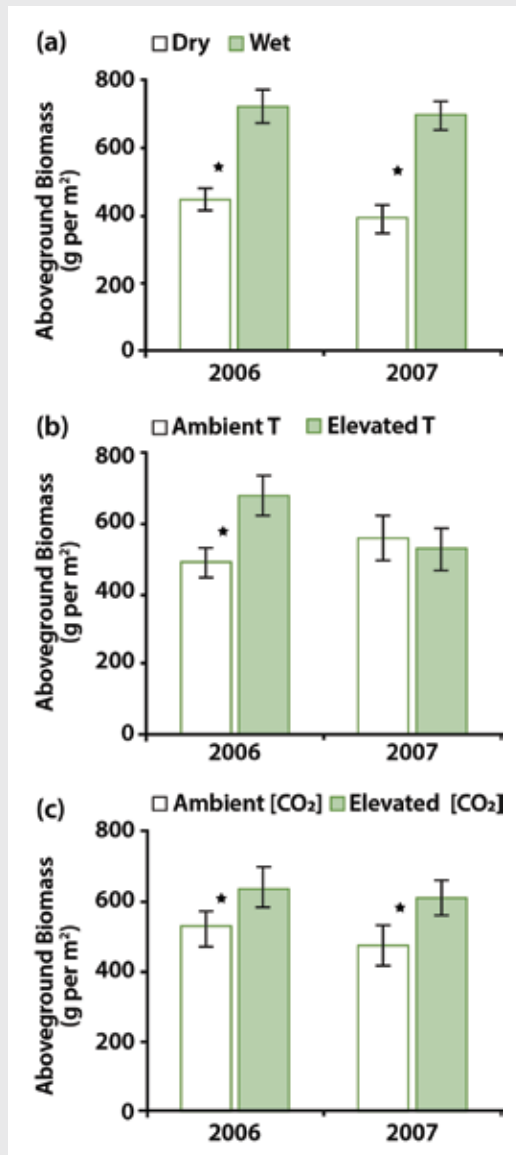 (a) Dry Wet
Aboveground Biomass
(g per m²)
800
600
400
200
0
2006 2007
(b) Ambient T Elevated T
Aboveground Biomass
(g per m²)
800
600
400
200
0
2006 2007
(c) Ambient [CO₂] Elevated [CO₂]
Aboveground Biomass
(g per m²)
800
600
400
200
0
2006 2007